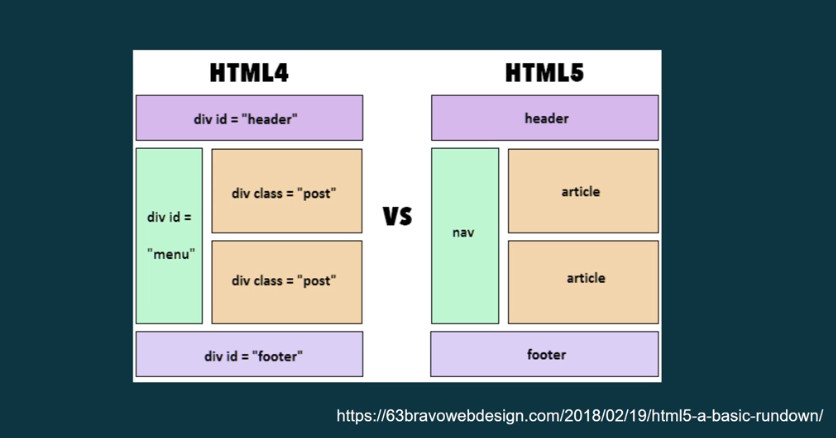 HTML4
HTML5
div id = "header"
header
div id =
"menu"
div class = "post"
div class = "post"
VS
nav
article
article
div id = "footer"
footer
https://63bravowebdesign.com/2018/02/19/html5-a-basic-rundown/